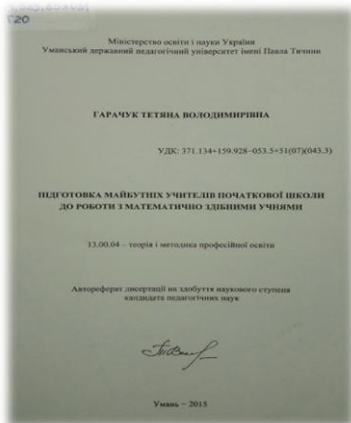 520
Міністерство освіти і науки України
Уманський державний педагогічний університет імені Павла Тичини
ГАРАЧУК ТЕТЯНА ВОЛОДИМИРІВНА
УДК: 371.134+159.928−053.5+51(07)(043.3)
ПІДГОТОВКА МАЙБУТНІХ УЧИТЕЛІВ ПОЧАТКОВОЇ ШКОЛИ
ДО РОБОТИ З МАТЕМАТИЧНО ЗДІБНИМИ УЧНЯМИ
13.00.04 – теорія і методика професійної освіти
Автореферат дисертації на здобуття наукового ступеня
кандидата педагогічних наук
Умань – 2015